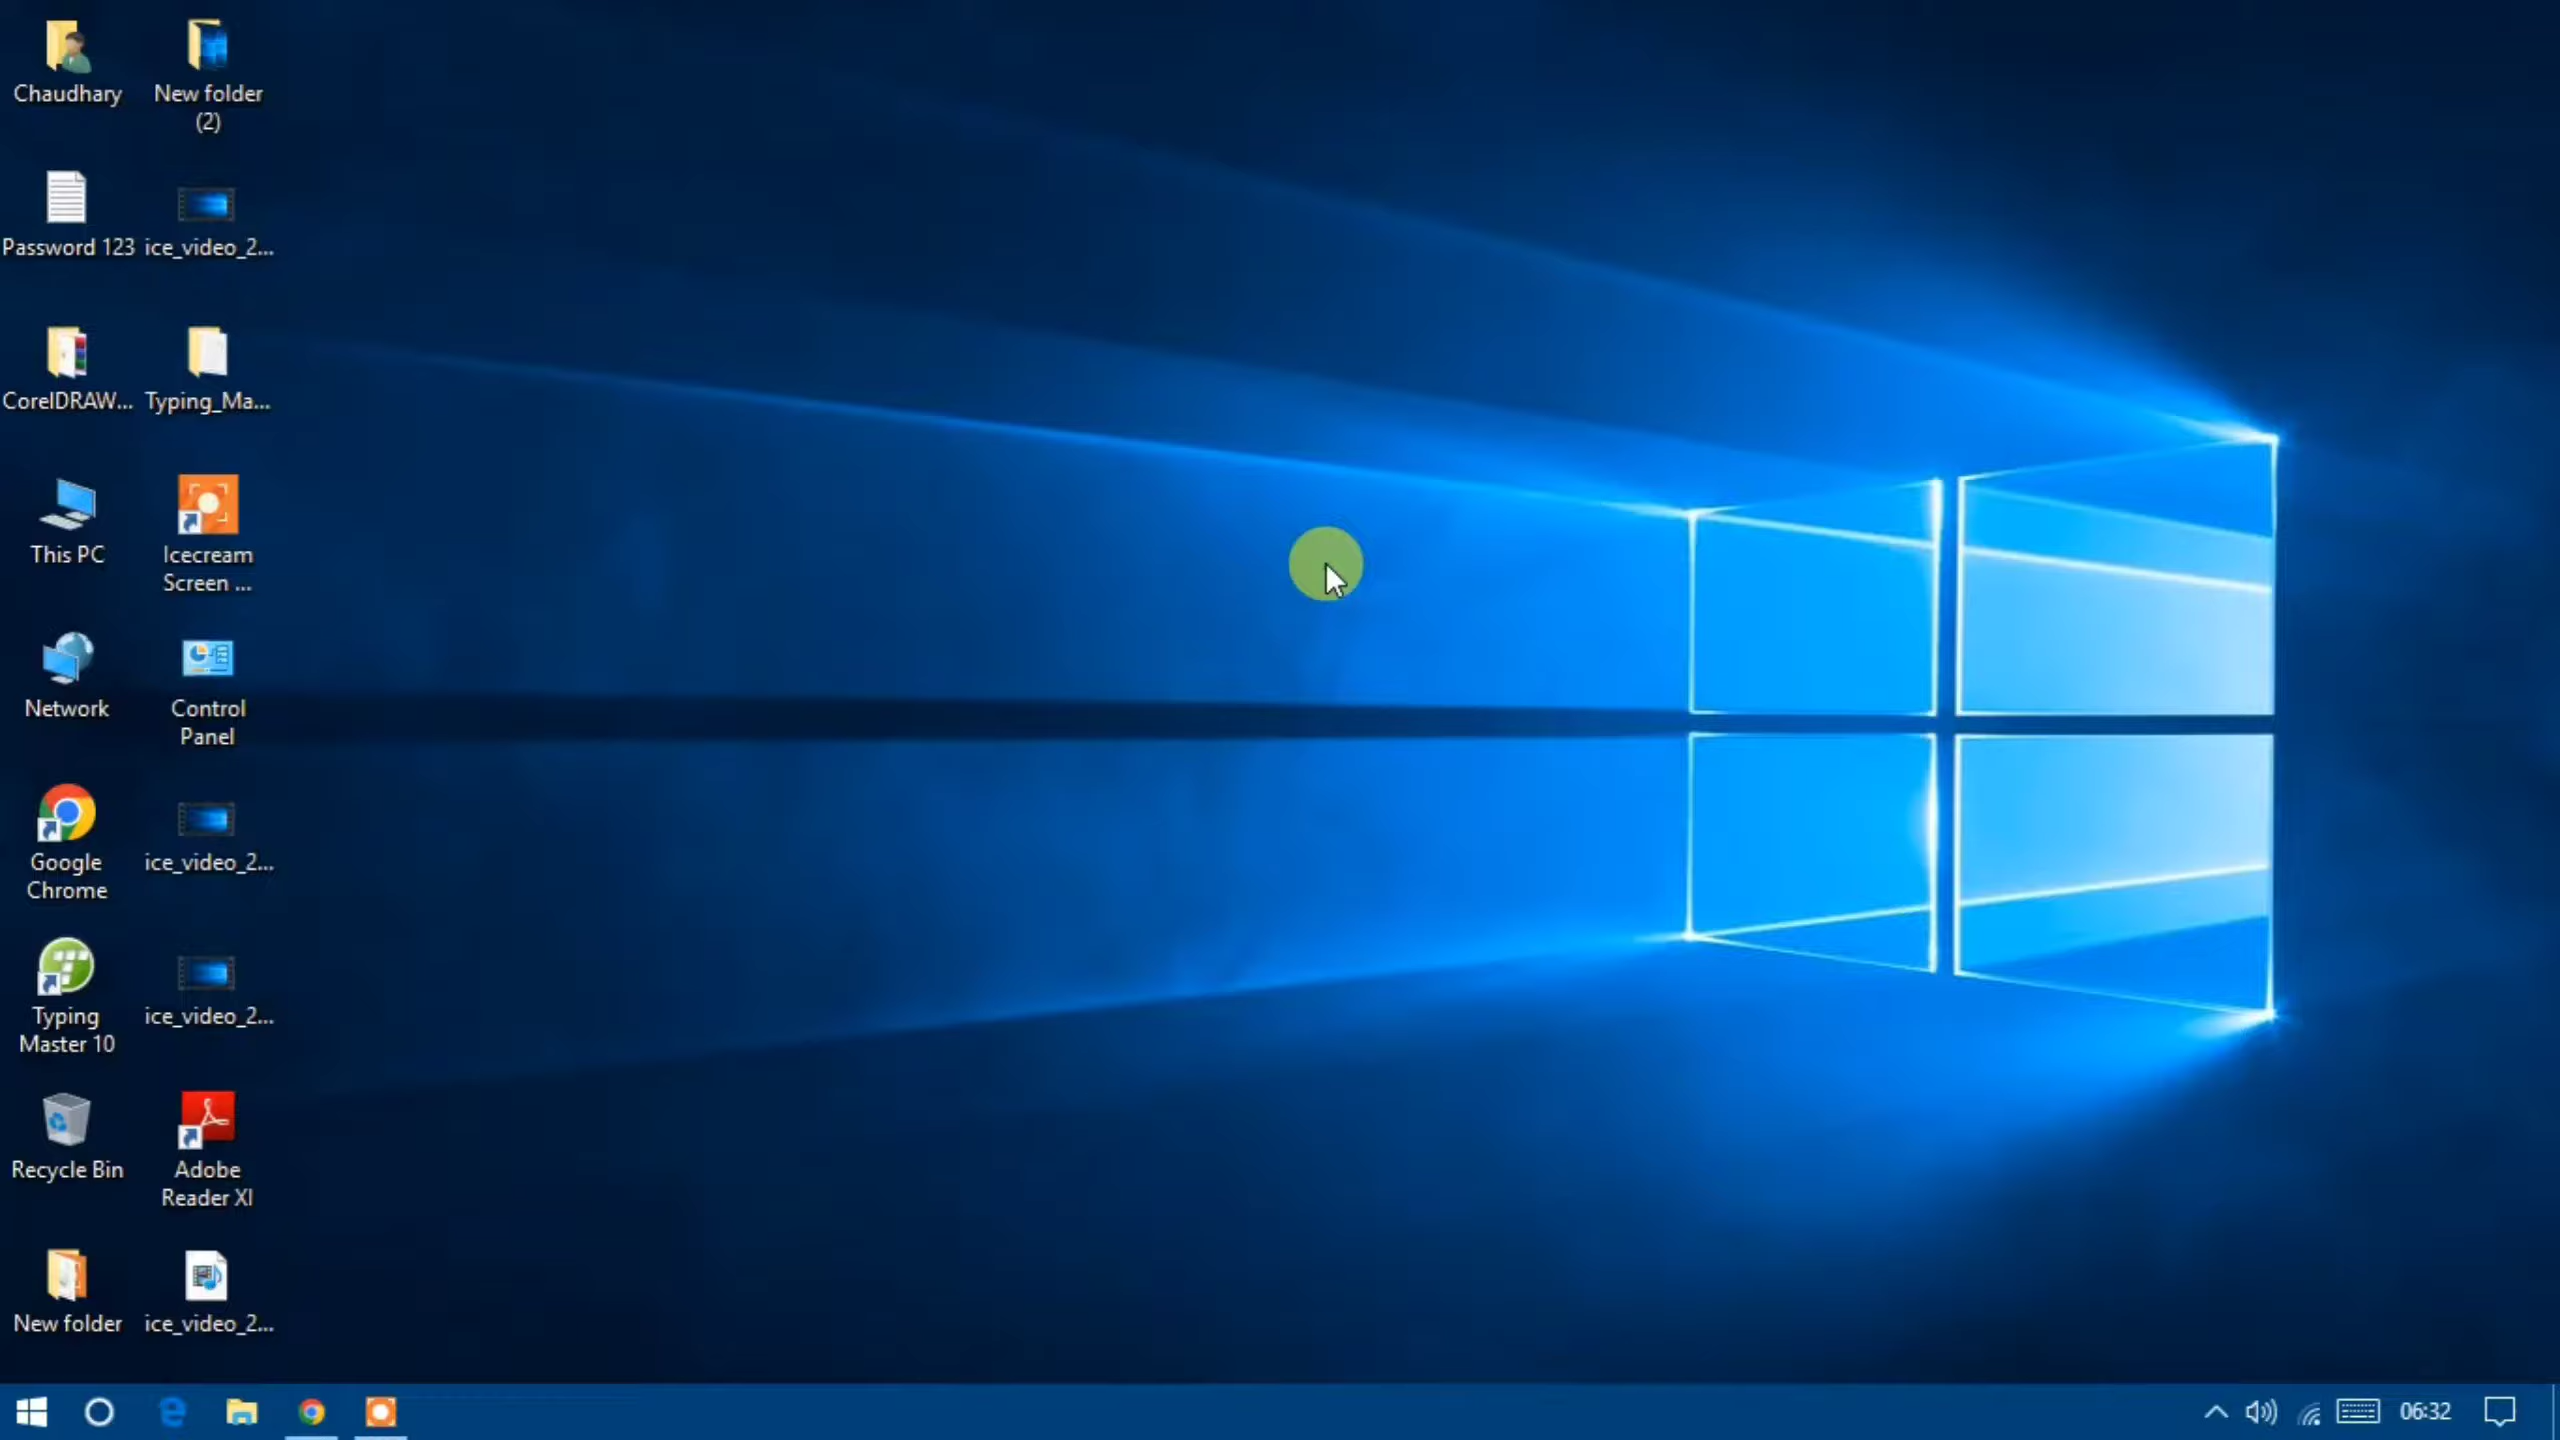 Chaudhary
New folder
(2)
Password 123
ice_video_2...
CorelDRAW...
Typing_Ma...
This PC
Icecream
Screen ...
Network
Control
Panel
Google
Chrome
ice_video_2...
Typing
Master 10
ice_video_2...
Recycle Bin
Adobe
Reader XI
New folder
ice_video_2...
06:32